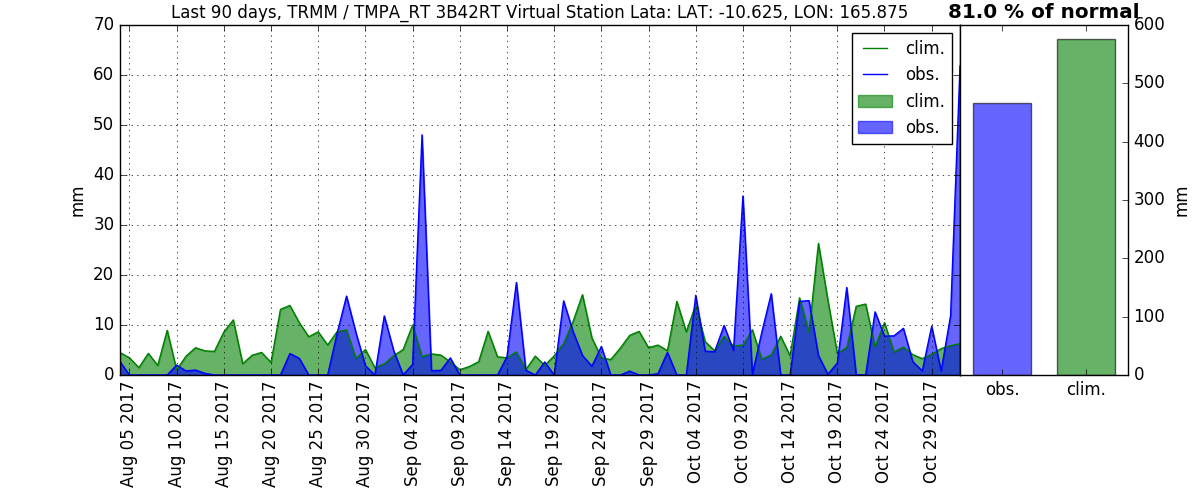 Last 90 days, TRMM / TMPA_RT 3B42RT Virtual Station Lata: LAT: -10.625, LON: 165.875
81.0 % of normal
70
60
50
40
30
20
10
0
mm
clim.
obs.
clim.
obs.
600
500
400
300
200
100
0
mm
obs.
clim.
Aug 05 2017
Aug 10 2017
Aug 15 2017
Aug 20 2017
Aug 25 2017
Aug 30 2017
Sep 04 2017
Sep 09 2017
Sep 14 2017
Sep 19 2017
Sep 24 2017
Sep 29 2017
Oct 04 2017
Oct 09 2017
Oct 14 2017
Oct 19 2017
Oct 24 2017
Oct 29 2017